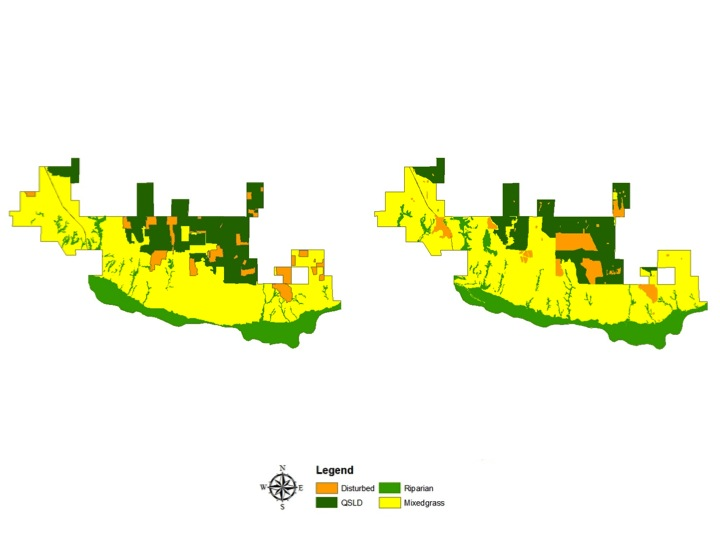 N
W E
S
Legend
Disturbed Riparian
QSLD Mixedgrass